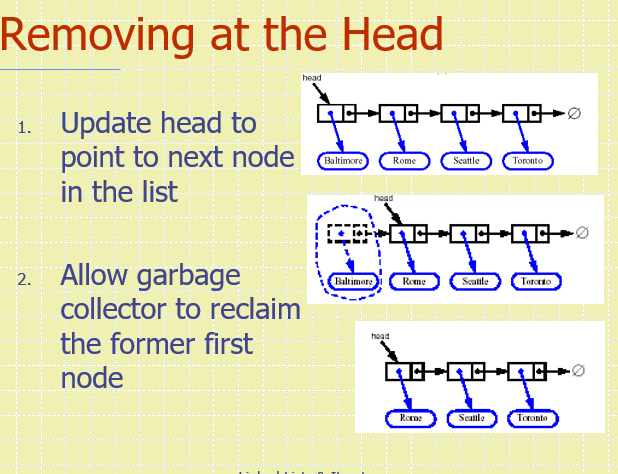 Removing at the Head
1. Update head to
point to next node
in the list
2. Allow garbage
collector to reclaim
the former first
node
head
∅
Baltimore Rome Seattle Toronto
head
∅
Baltimore Rome Seattle Toronto
head
∅
Rome Seattle Toronto